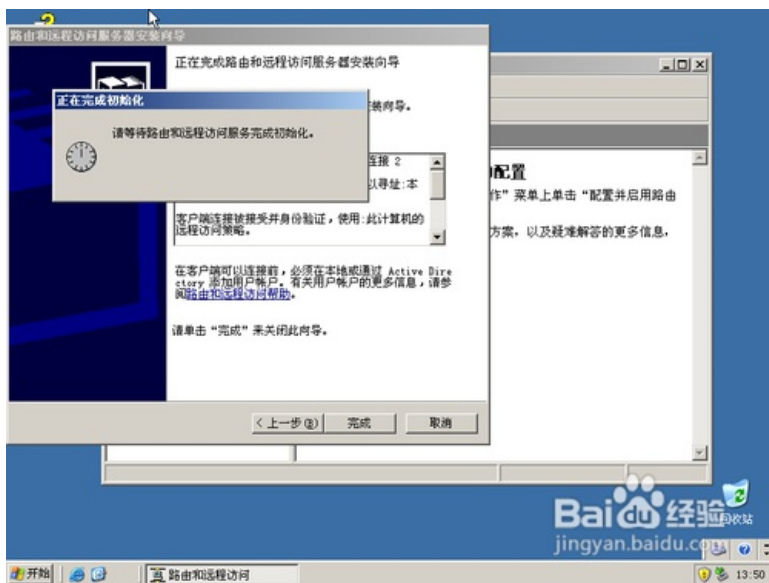 路由和远程访问服务器安装向导
正在完成路由和远程访问服务器安装向导
正在完成初始化
装向导。
请等待路由和远程访问服务完成初始化。
连接 2
以寻址:本
客户端连接被接受并身份验证，使用:此计算机的
远程访问策略。
在客户端可以连接前，必须在本地或通过 Active Dire
ctory 添加用户帐户。有关用户帐户的更多信息，请参
阅路由和远程访问帮助。
请单击“完成”来关闭此向导。
<上一步(B)
完成
取消
配置
作”菜单上单击“配置并启用路由
方案，以及疑难解答的更多信息，
回收站
Baidu 经验
jingyan.baidu.com
开始
路由和远程访问
13:50